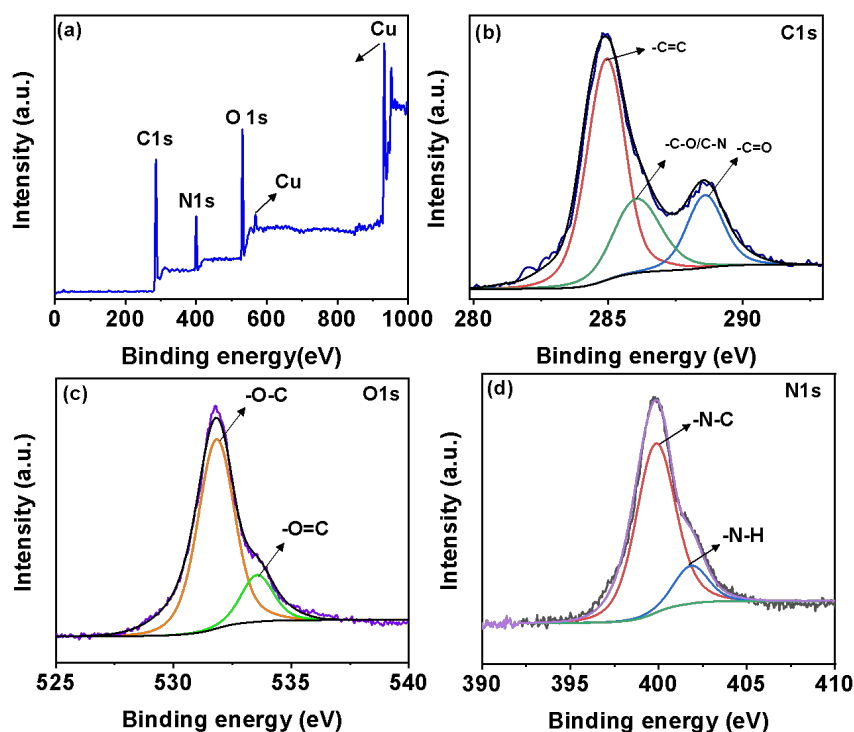 (a)
Cu
C1s
N1s
O 1s
Cu
0 200 400 600 800 1000
Binding energy(eV)
Intensity (a.u.)
(b)
C1s
-C=C
-C-O/C-N
-C=O
280 285 290
Binding energy (eV)
Intensity (a.u.)
(c)
O1s
-O-C
-O=C
525 530 535 540
Binding energy (eV)
Intensity (a.u.)
(d)
N1s
-N-C
-N-H
390 395 400 405 410
Binding energy (eV)
Intensity (a.u.)